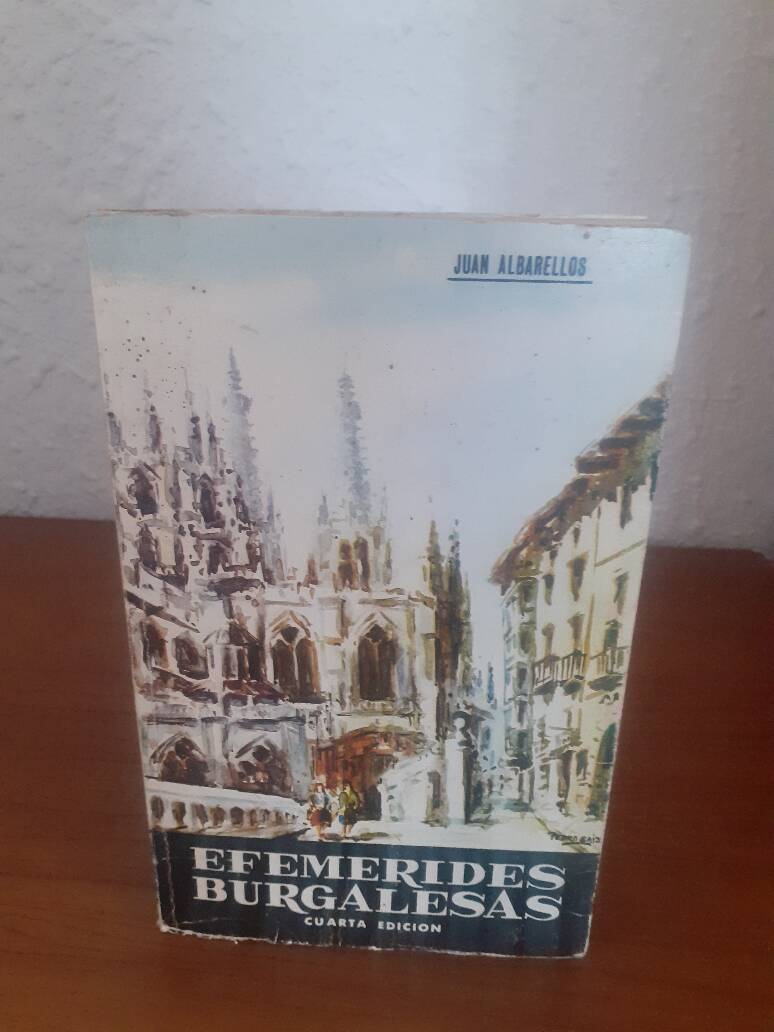 JUAN ALBARELLOS
EFEMERIDES
BURGALESAS
CUARTA EDICION